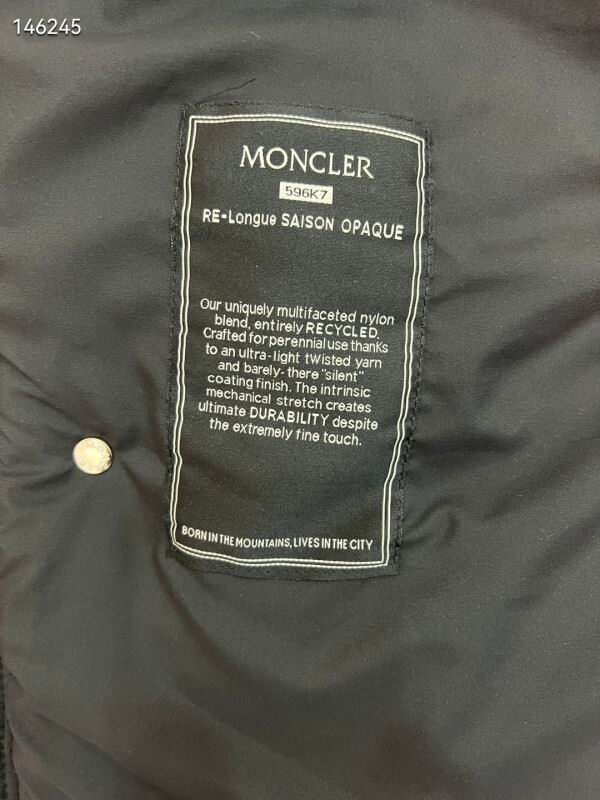 146245
MONCLER
596K7
RE-Longue SAISON OPAQUE
Our uniquely multifaceted nylon
blend, entirely RECYCLED.
Crafted for perennial use thanks
to an ultra-light twisted yarn
and barely-there "silent"
coating finish. The intrinsic
mechanical stretch creates
ultimate DURABILITY despite
the extremely fine touch.
BORN IN THE MOUNTAINS, LIVES IN THE CITY